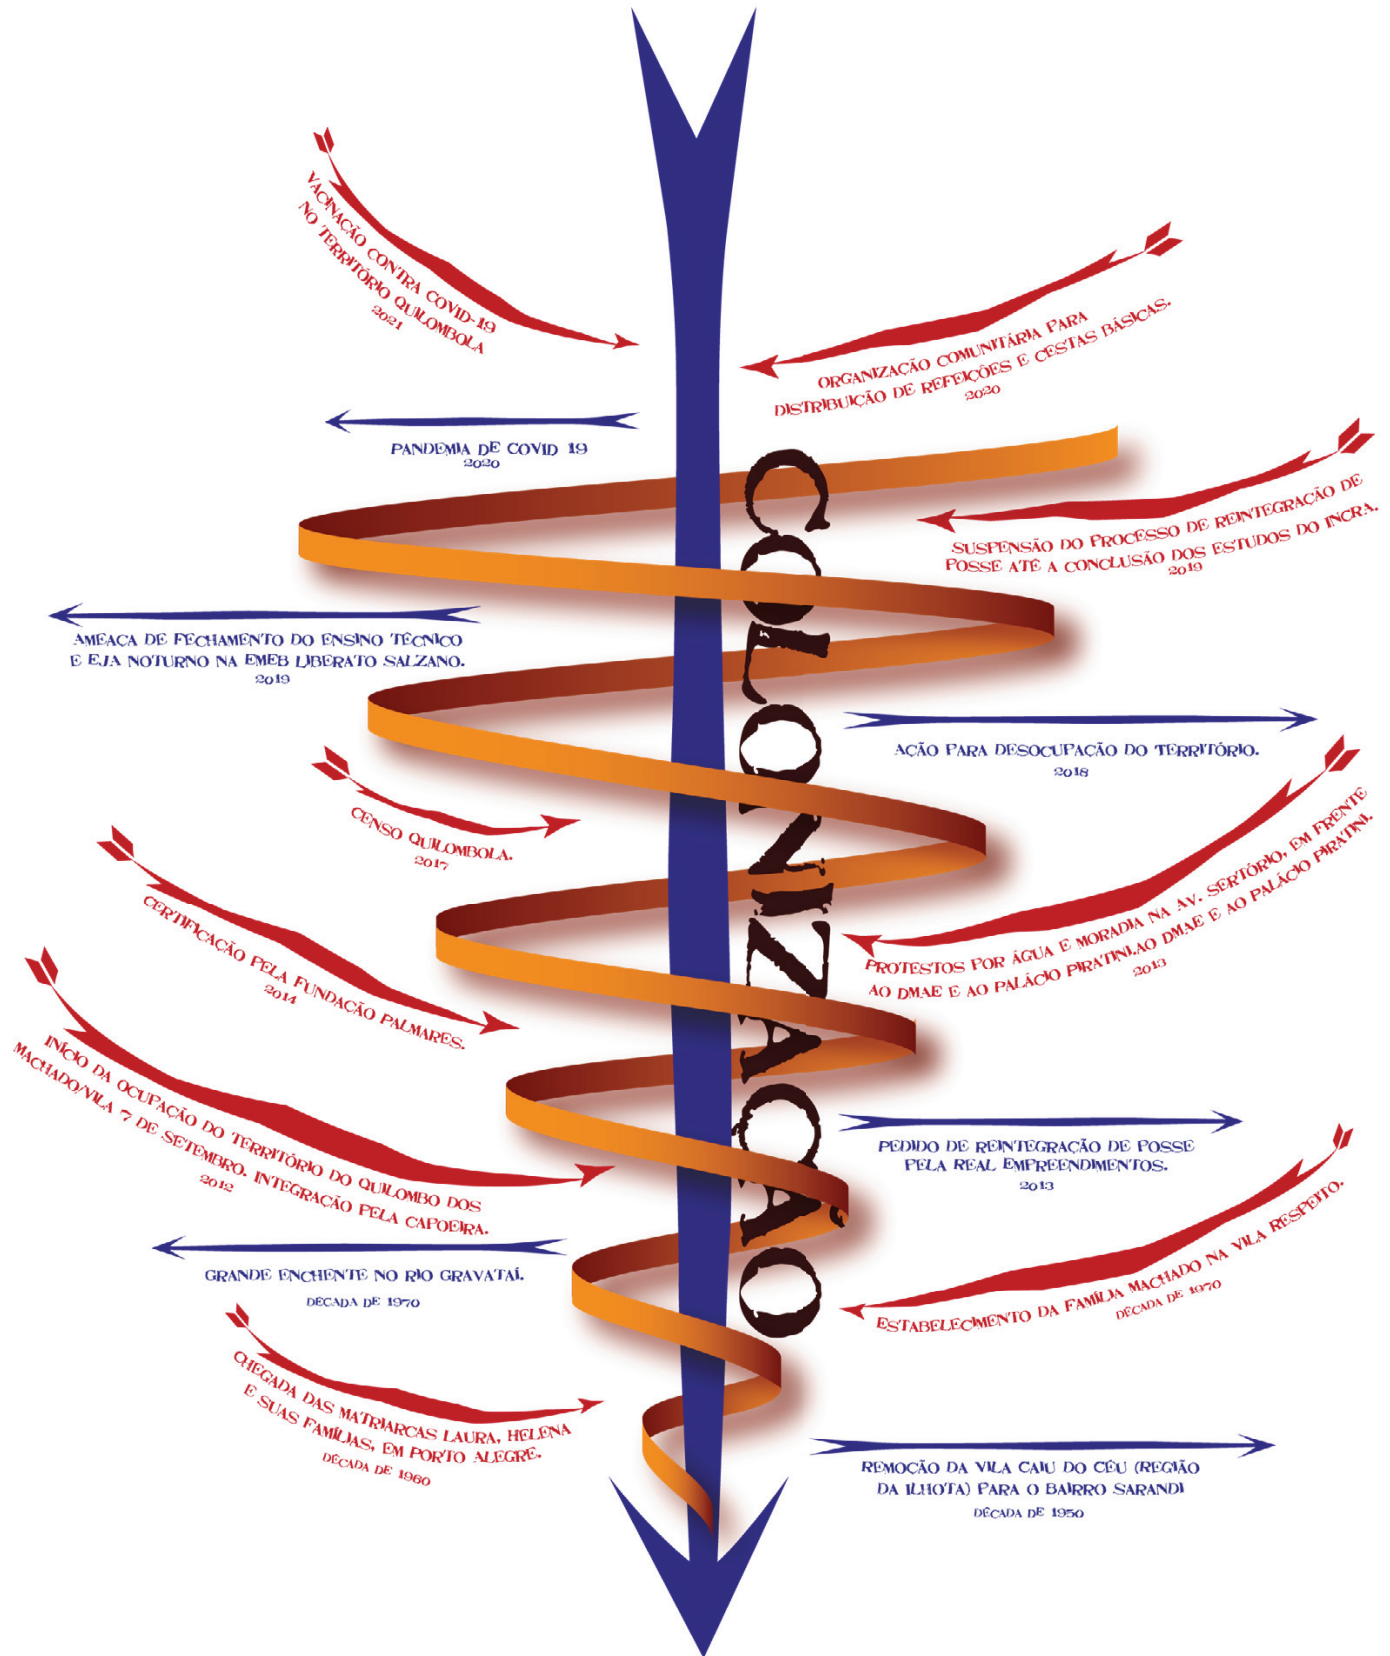 VACINAÇÃO CONTRA COVID-19
NO TERRITÓRIO QUILOMBOLA
2021
ORGANIZAÇÃO COMUNITÁRIA PARA
DISTRIBUIÇÃO DE REFEIÇÕES E CESTAS BÁSICAS.
2020
PANDEMIA DE COVID 19
2020
SUSPENSÃO DO PROCESSO DE REINTEGRAÇÃO DE
POSSE ATÉ A CONCLUSÃO DOS ESTUDOS DO INCRA.
2019
COLONIZAÇÃO
AMEAÇA DE FECHAMENTO DO ENSINO TÉCNICO
E EJA NOTURNO NA EMEB LIBERATO SALZANO.
2019
AÇÃO PARA DESOCUPAÇÃO DO TERRITÓRIO.
2018
CENSO QUILOMBOLA.
2017
PROTESTOS POR ÁGUA E MORADIA NA AV. SERTÓRIO, EM FRENTE
AO DMAE E AO PALÁCIO PIRATINI.AO DMAE E AO PALÁCIO PIRATINI.
2013
CERTIFICAÇÃO PELA FUNDAÇÃO PALMARES.
2014
INÍCIO DA OCUPAÇÃO DO TERRITÓRIO DO QUILOMBO DOS
MACHADO/VILA 7 DE SETEMBRO. INTEGRAÇÃO PELA CAPOEIRA.
2012
PEDIDO DE REINTEGRAÇÃO DE POSSE
PELA REAL EMPREENDIMENTOS.
2013
GRANDE ENCHENTE NO RIO GRAVATAÍ.
DÉCADA DE 1970
ESTABELECIMENTO DA FAMÍLIA MACHADO NA VILA RESPEITO.
DÉCADA DE 1970
CHEGADA DAS MATRIARCAS LAURA, HELENA
E SUAS FAMÍLIAS, EM PORTO ALEGRE.
DÉCADA DE 1960
REMOÇÃO DA VILA CAIU DO CÉU (REGIÃO
DA ILHOTA) PARA O BAIRRO SARANDI
DÉCADA DE 1950